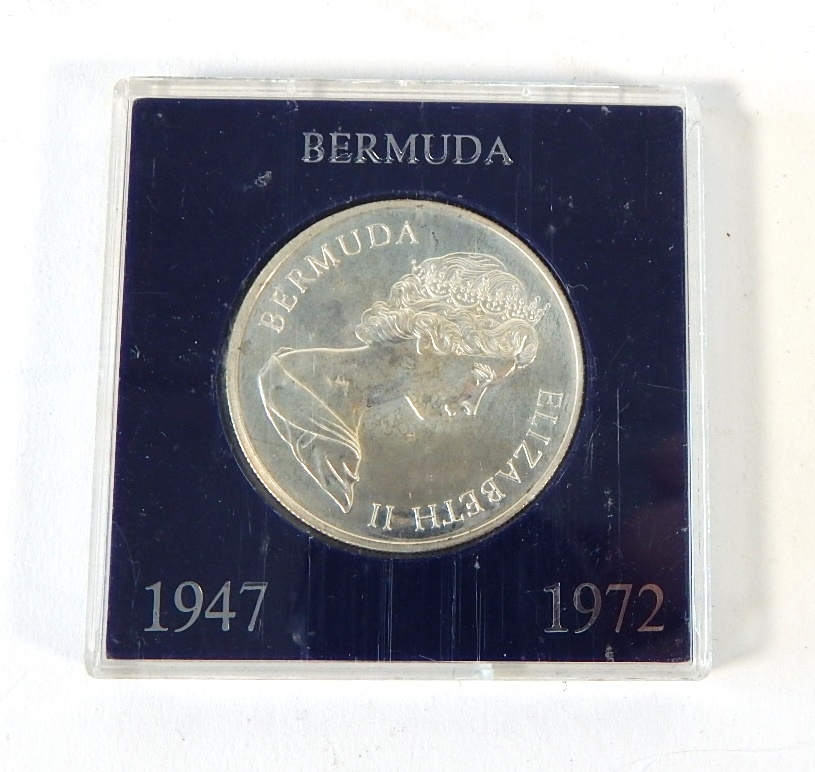 BERMUDA
BERMUDA
ELIZABETH II
1947
1972